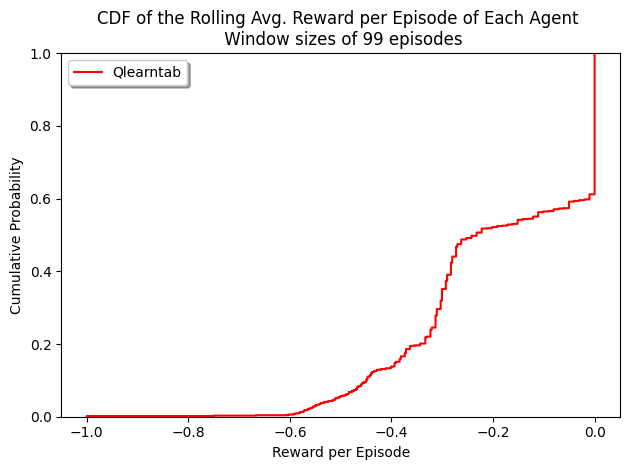 CDF of the Rolling Avg. Reward per Episode of Each Agent
Window sizes of 99 episodes
Qlearntab
Cumulative Probability
1.0
0.8
0.6
0.4
0.2
0.0
−1.0 −0.8 −0.6 −0.4 −0.2 0.0
Reward per Episode